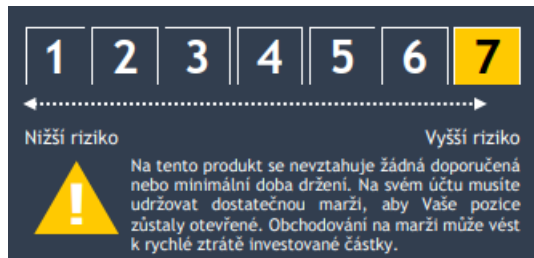 1 2 3 4 5 6 7
Nižší riziko Vyšší riziko
Na tento produkt se nevztahuje žádná doporučená
nebo minimální doba držení. Na svém účtu musíte
udržovat dostatečnou marži, aby Vaše pozice
zůstaly otevřené. Obchodování na marži může vést
k rychlé ztrátě investované částky.